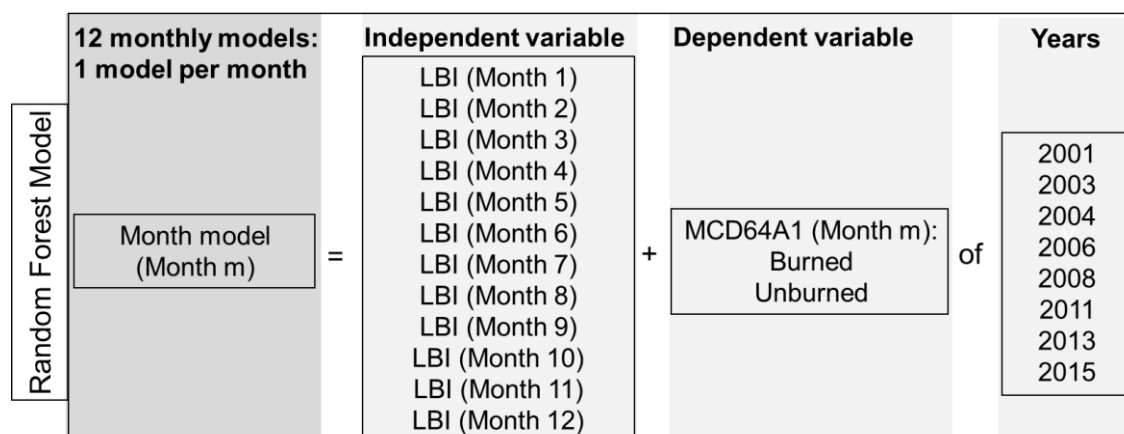 Random Forest Model
12 monthly models:
1 model per month
Month model
(Month m)
=
Independent variable
LBI (Month 1)
LBI (Month 2)
LBI (Month 3)
LBI (Month 4)
LBI (Month 5)
LBI (Month 6)
LBI (Month 7)
LBI (Month 8)
LBI (Month 9)
LBI (Month 10)
LBI (Month 11)
LBI (Month 12)
+
Dependent variable
MCD64A1 (Month m):
Burned
Unburned
of
Years
2001
2003
2004
2006
2008
2011
2013
2015